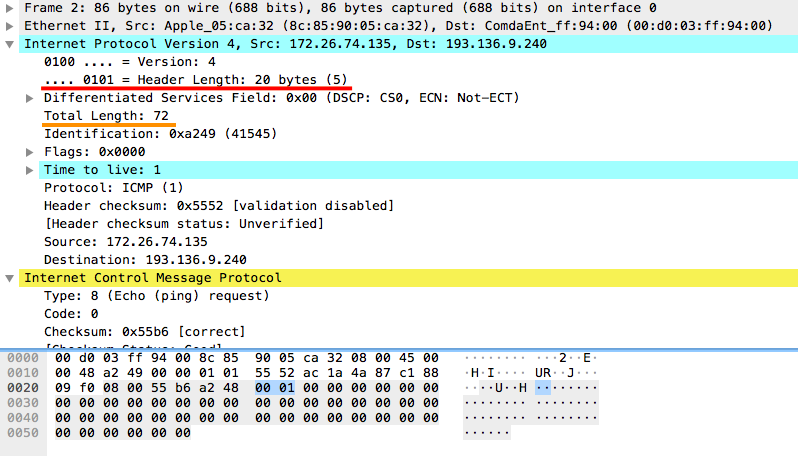 Frame 2: 86 bytes on wire (688 bits), 86 bytes captured (688 bits) on interface 0
Ethernet II, Src: Apple_05:ca:32 (8c:85:90:05:ca:32), Dst: ComdaEnt_ff:94:00 (00:d0:03:ff:94:00)
Internet Protocol Version 4, Src: 172.26.74.135, Dst: 193.136.9.240
0100 .... = Version: 4
.... 0101 = Header Length: 20 bytes (5)
Differentiated Services Field: 0x00 (DSCP: CS0, ECN: Not-ECT)
Total Length: 72
Identification: 0xa249 (41545)
Flags: 0x0000
Time to live: 1
Protocol: ICMP (1)
Header checksum: 0x5552 [validation disabled]
[Header checksum status: Unverified]
Source: 172.26.74.135
Destination: 193.136.9.240
Internet Control Message Protocol
Type: 8 (Echo (ping) request)
Code: 0
Checksum: 0x55b6 [correct]
[Checksum Status: Good]
0000 00 d0 03 ff 94 00 8c 85 90 05 ca 32 08 00 45 00 ········ ···2··E·
0010 00 48 a2 49 00 00 01 01 55 52 ac 1a 4a 87 c1 88 ·H·I···· UR··J···
0020 09 f0 08 00 55 b6 a2 48 00 01 00 00 00 00 00 00 ····U··H ········
0030 00 00 00 00 00 00 00 00 00 00 00 00 00 00 00 00 ········ ········
0040 00 00 00 00 00 00 00 00 00 00 00 00 00 00 00 00 ········ ········
0050 00 00 00 00 00 00 ······